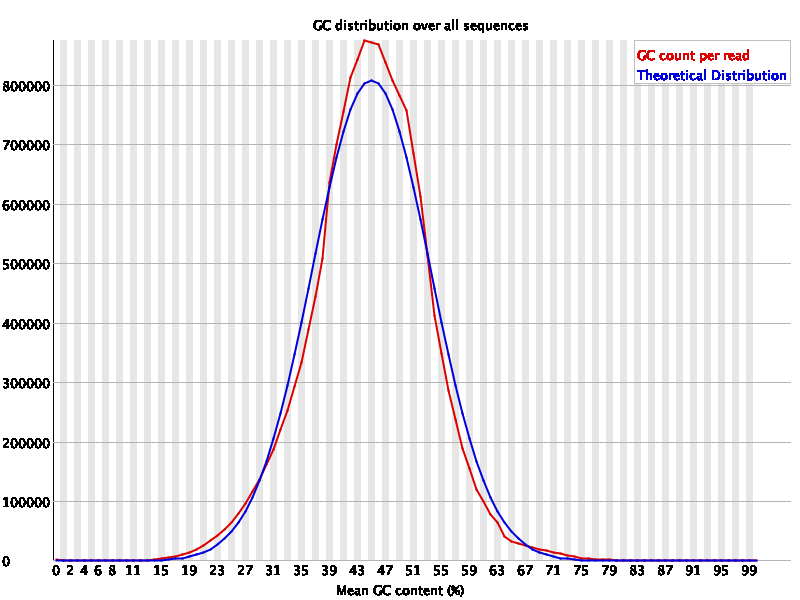 GC distribution over all sequences
GC count per read
Theoretical Distribution
800000
700000
600000
500000
400000
300000
200000
100000
0
0 2 4 6 8 11 15 19 23 27 31 35 39 43 47 51 55 59 63 67 71 75 79 83 87 91 95 99
Mean GC content (%)